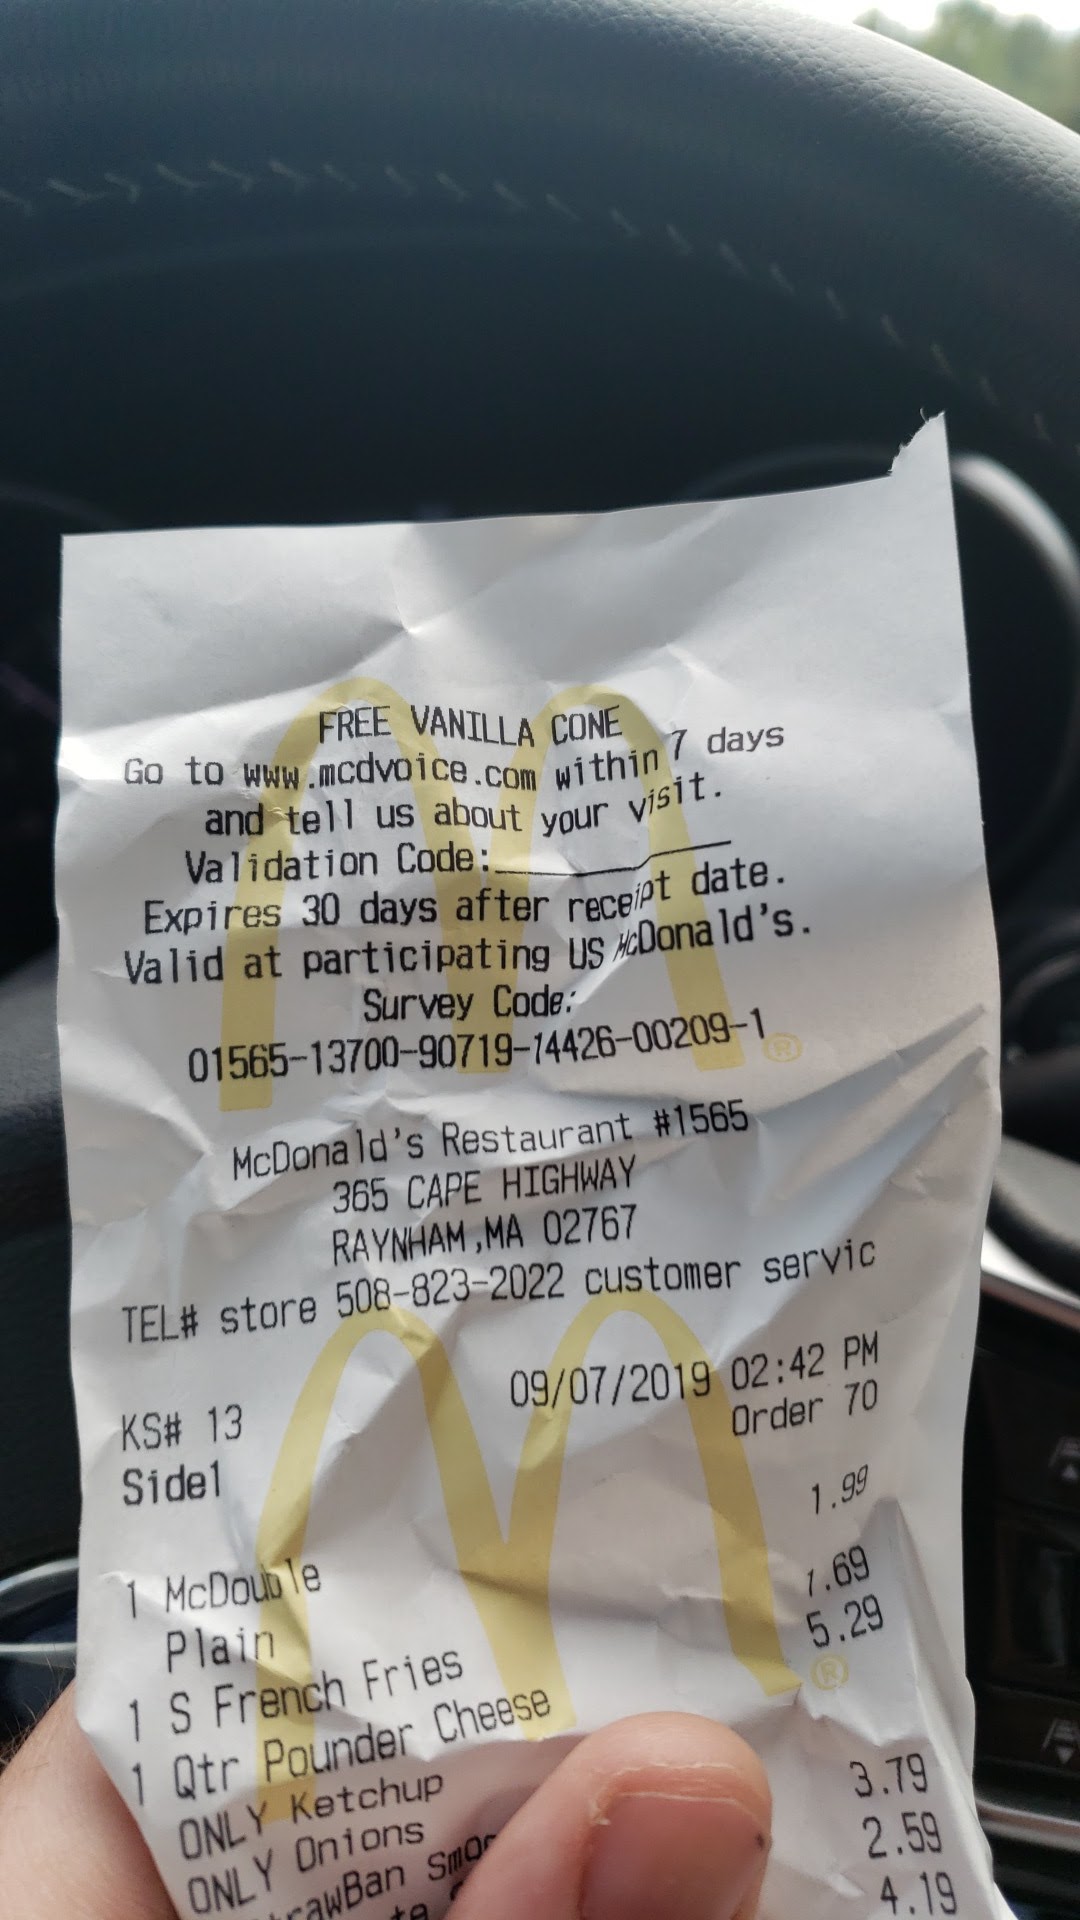 FREE VANILLA CONE
Go to www.mcdvoice.com within 7 days
and tell us about your visit.
Validation Code:
Expires 30 days after receipt date.
Valid at participating US McDonald's.
Survey Code:
01565-13700-90719-14426-00209-1
McDonald's Restaurant #1565
365 CAPE HIGHWAY
RAYNHAM,MA 02767
TEL# store 508-823-2022 customer servic
KS# 13 09/07/2019 02:42 PM
Side1 Order 70
1 McDouble 1.99
Plain
1 S French Fries 1.69
1 Qtr Pounder Cheese 5.29
ONLY Ketchup
ONLY Onions
3.79
2.59
4.19